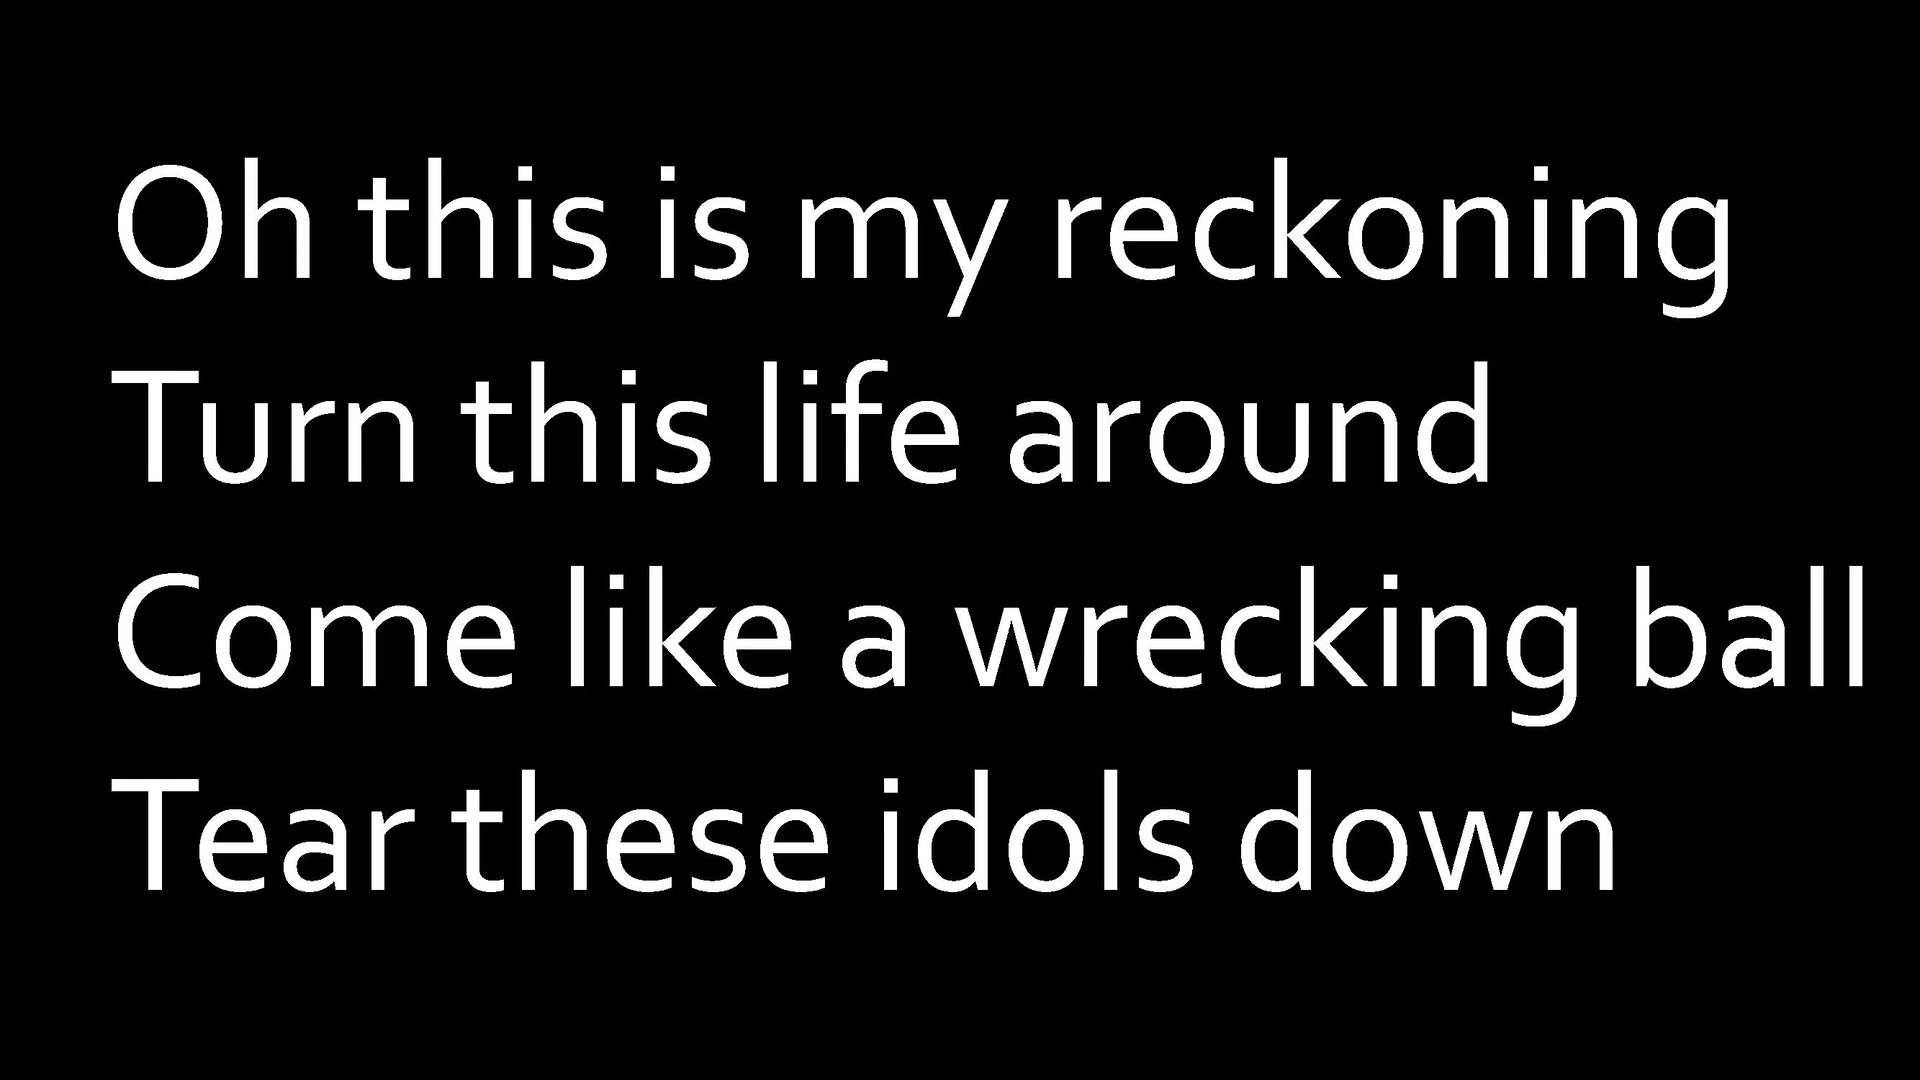 Oh this is my reckoning
Turn this life around
Come like a wrecking ball
Tear these idols down